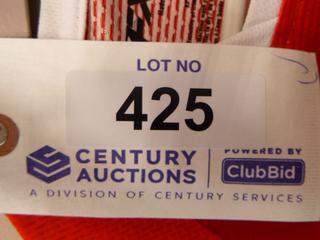 LOT NO
425
CENTURY
AUCTIONS
POWERED BY
ClubBid
A DIVISION OF CENTURY SERVICES